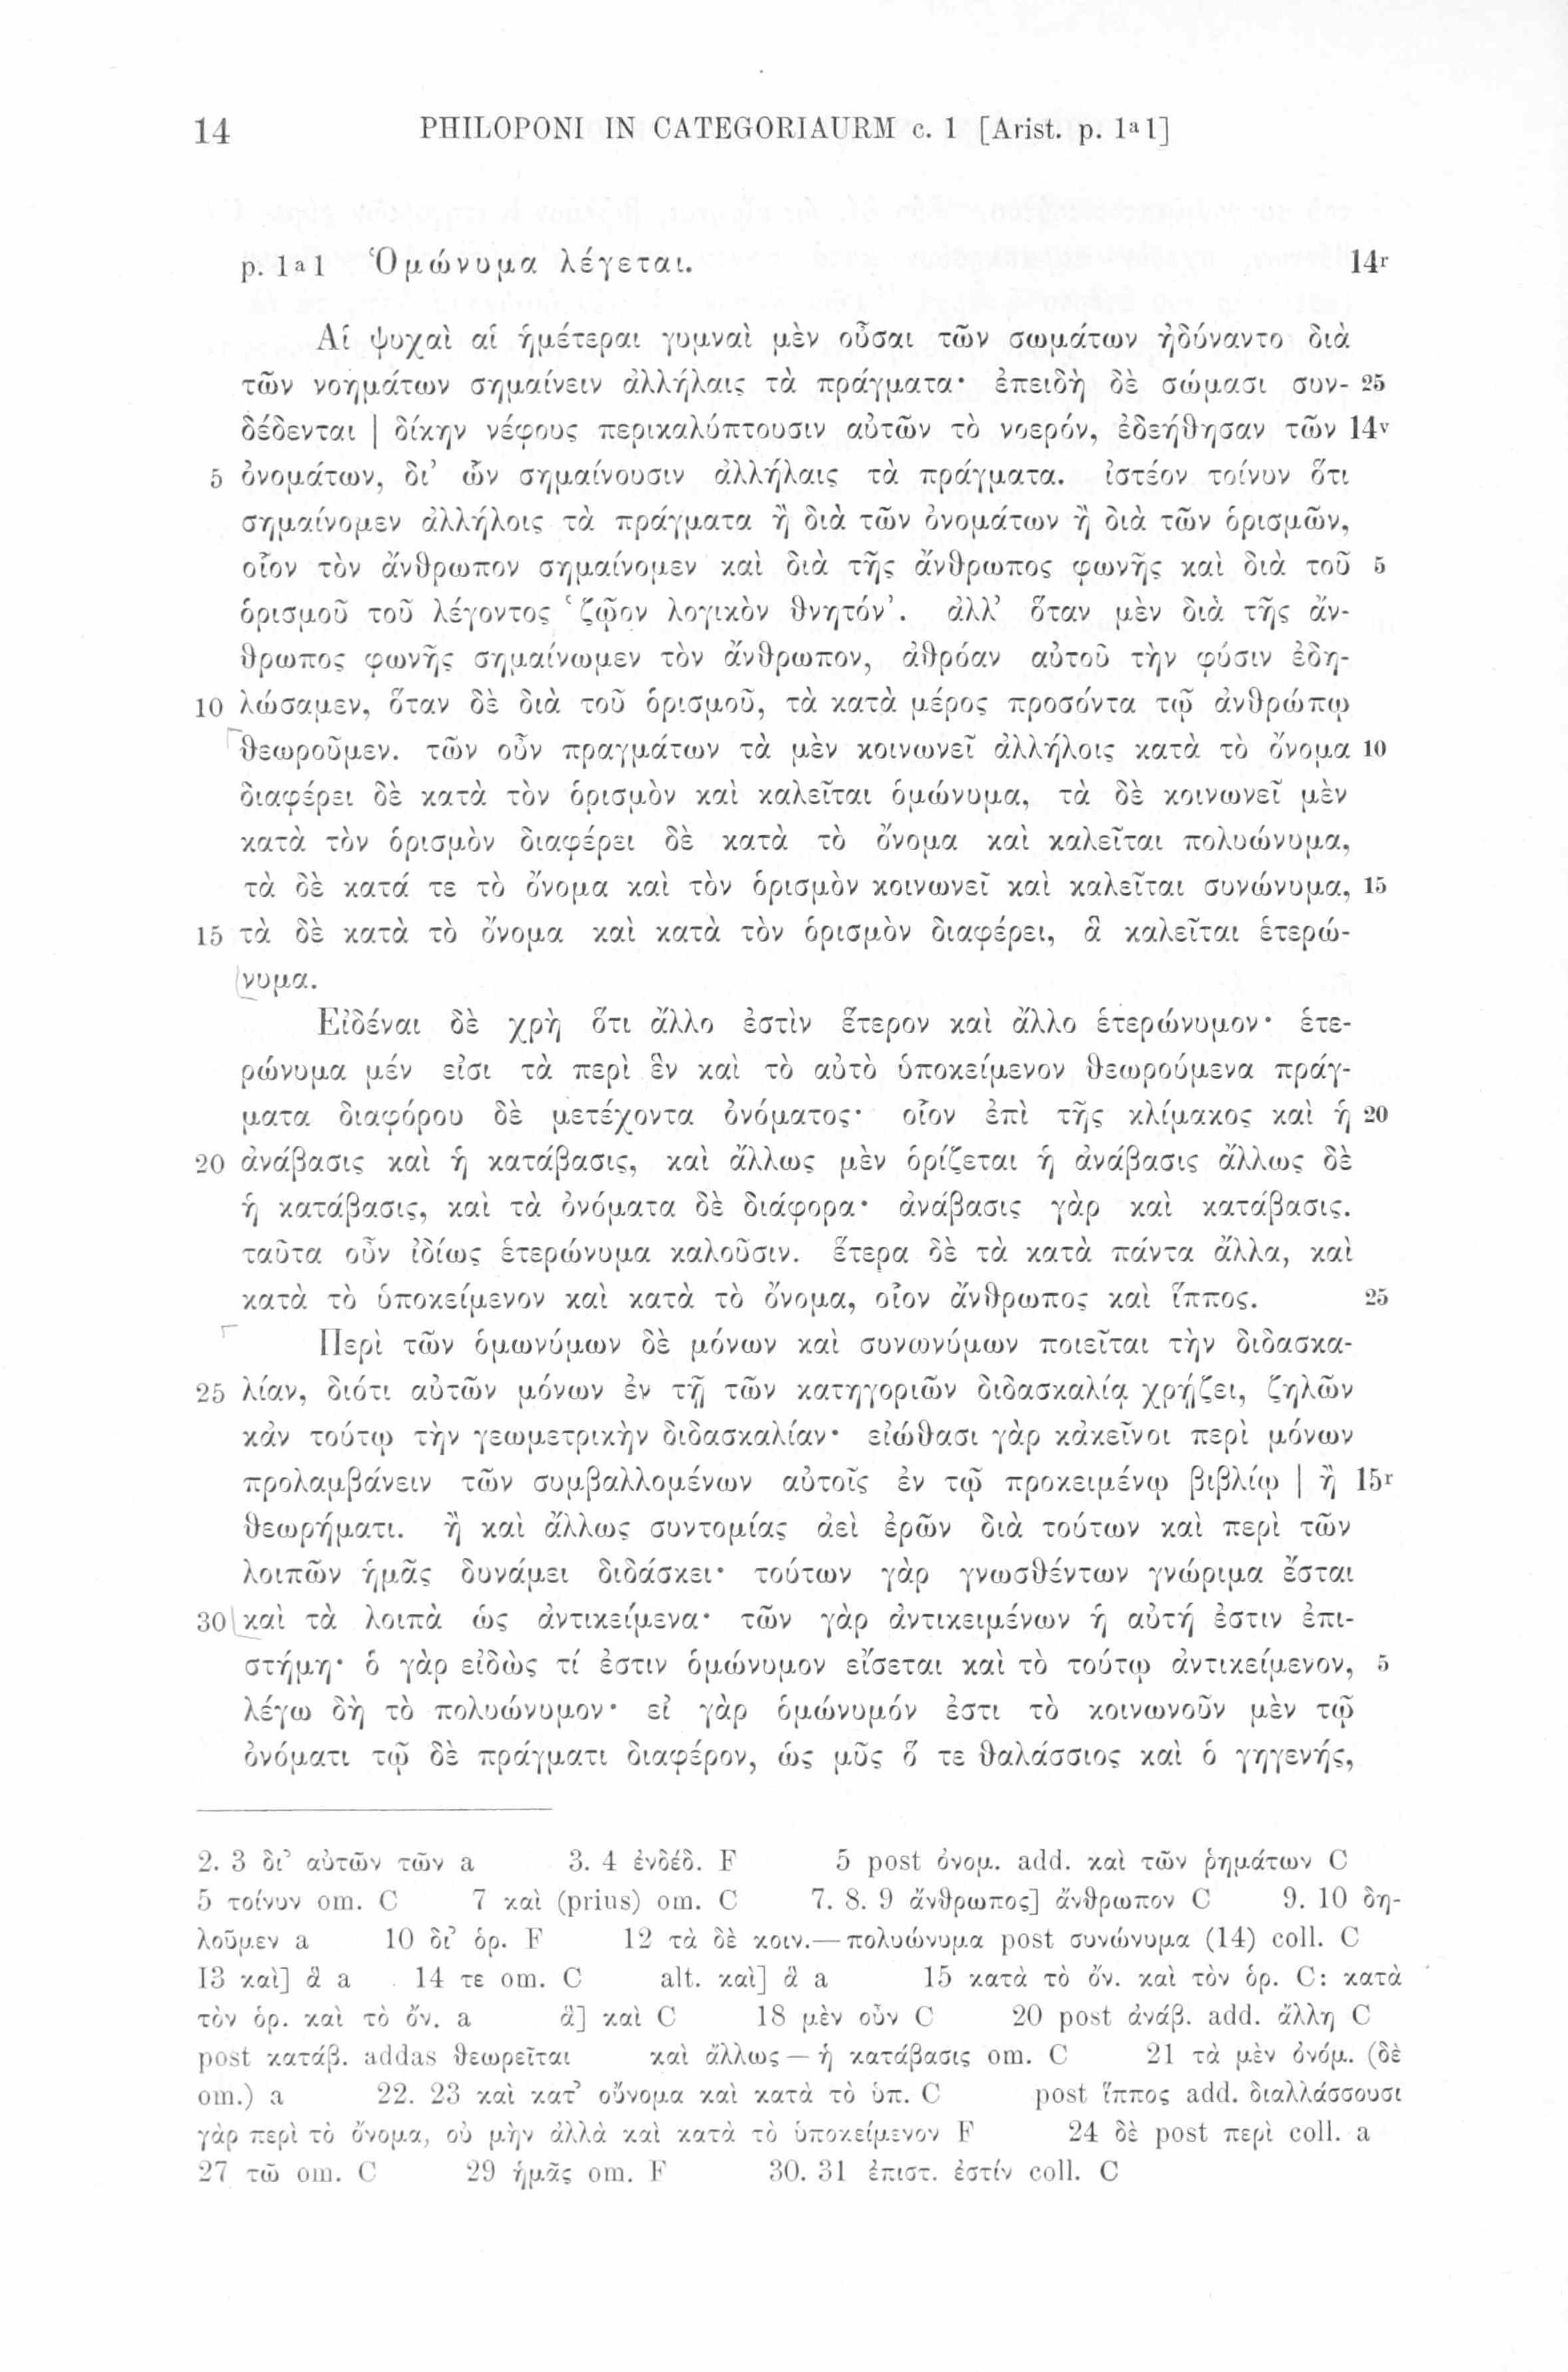 14 PHILOPONI IN CATEGORIAURM c. 1 [Arist. p. 1ᵃ1]
p. 1ᵃ1 Ὁμώνυμα λέγεται. 14ʳ
Αἱ ψυχαὶ αἱ ἡμέτεραι γυμναὶ μὲν οὖσαι τῶν σωμάτων ἠδύναντο διὰ
τῶν νοημάτων σημαίνειν ἀλλήλαις τὰ πράγματα· ἐπειδὴ δὲ σώμασι συν- 25
δέδενται | δίκην νέφους περικαλύπτουσιν αὐτῶν τὸ νοερόν, ἐδεήθησαν τῶν 14ᵛ
5 ὀνομάτων, δι’ ὧν σημαίνουσιν ἀλλήλαις τὰ πράγματα. ἰστέον τοίνυν ὅτι
σημαίνομεν ἀλλήλοις τὰ πράγματα ἢ διὰ τῶν ὀνομάτων ἢ διὰ τῶν ὁρισμῶν,
οἷον τὸν ἄνθρωπον σημαίνομεν καὶ διὰ τῆς ἄνθρωπος φωνῆς καὶ διὰ τοῦ 5
ὁρισμοῦ τοῦ λέγοντος ‘ζῷον λογικὸν θνητόν’. ἀλλ’ ὅταν μὲν διὰ τῆς ἄν-
θρωπος φωνῆς σημαίνωμεν τὸν ἄνθρωπον, ἀθρόαν αὐτοῦ τὴν φύσιν ἐδη-
10 λώσαμεν, ὅταν δὲ διὰ τοῦ ὁρισμοῦ, τὰ κατὰ μέρος προσόντα τῷ ἀνθρώπῳ
θεωροῦμεν. τῶν οὖν πραγμάτων τὰ μὲν κοινωνεῖ ἀλλήλοις κατὰ τὸ ὄνομα 10
διαφέρει δὲ κατὰ τὸν ὁρισμὸν καὶ καλεῖται ὁμώνυμα, τὰ δὲ κοινωνεῖ μὲν
κατὰ τὸν ὁρισμὸν διαφέρει δὲ κατὰ τὸ ὄνομα καὶ καλεῖται πολυώνυμα,
τὰ δὲ κατά τε τὸ ὄνομα καὶ τὸν ὁρισμὸν κοινωνεῖ καὶ καλεῖται συνώνυμα, 15
15 τὰ δὲ κατὰ τὸ ὄνομα καὶ κατὰ τὸν ὁρισμὸν διαφέρει, ἃ καλεῖται ἑτερώ-
νυμα.
Εἰδέναι δὲ χρὴ ὅτι ἄλλο ἐστὶν ἕτερον καὶ ἄλλο ἑτερώνυμον· ἑτε-
ρώνυμα μέν εἰσι τὰ περὶ ἓν καὶ τὸ αὐτὸ ὑποκείμενον θεωρούμενα πράγ-
ματα διαφόρου δὲ μετέχοντα ὀνόματος· οἷον ἐπὶ τῆς κλίμακος καὶ ἡ 20
20 ἀνάβασις καὶ ἡ κατάβασις, καὶ ἄλλως μὲν ὁρίζεται ἡ ἀνάβασις ἄλλως δὲ
ἡ κατάβασις, καὶ τὰ ὀνόματα δὲ διάφορα· ἀνάβασις γὰρ καὶ κατάβασις.
ταῦτα οὖν ἰδίως ἑτερώνυμα καλοῦσιν. ἕτερα δὲ τὰ κατὰ πάντα ἄλλα, καὶ
κατὰ τὸ ὑποκείμενον καὶ κατὰ τὸ ὄνομα, οἷον ἄνθρωπος καὶ ἵππος. 25
Περὶ τῶν ὁμωνύμων δὲ μόνων καὶ συνωνύμων ποιεῖται τὴν διδασκα-
25 λίαν, διότι αὐτῶν μόνων ἐν τῇ τῶν κατηγοριῶν διδασκαλίᾳ χρῄζει, ζηλῶν
κἀν τούτῳ τὴν γεωμετρικὴν διδασκαλίαν· εἰώθασι γὰρ κἀκεῖνοι περὶ μόνων
προλαμβάνειν τῶν συμβαλλομένων αὐτοῖς ἐν τῷ προκειμένῳ βιβλίῳ | ἢ 15ʳ
θεωρήματι. ἢ καὶ ἄλλως συντομίας ἀεὶ ἐρῶν διὰ τούτων καὶ περὶ τῶν
λοιπῶν ἡμᾶς δυνάμει διδάσκει· τούτων γὰρ γνωσθέντων γνώριμα ἔσται
30 καὶ τὰ λοιπὰ ὡς ἀντικείμενα· τῶν γὰρ ἀντικειμένων ἡ αὐτή ἐστιν ἐπι-
στήμη· ὁ γὰρ εἰδὼς τί ἐστιν ὁμώνυμον εἴσεται καὶ τὸ τούτῳ ἀντικείμενον, 5
λέγω δὴ τὸ πολυώνυμον· εἰ γὰρ ὁμώνυμόν ἐστι τὸ κοινωνοῦν μὲν τῷ
ὀνόματι τῷ δὲ πράγματι διαφέρον, ὡς μῦς ὅ τε θαλάσσιος καὶ ὁ γηγενής,
2. 3 δι’ αὐτῶν τῶν a 3. 4 ἐνδέδ. F 5 post ὀνομ. add. καὶ τῶν ῥημάτων C
5 τοίνυν om. C 7 καὶ (prius) om. C 7. 8. 9 ἄνθρωπος] ἄνθρωπον C 9. 10 δη-
λοῦμεν a 10 δι’ ὁρ. F 12 τὰ δὲ κοιν.—πολυώνυμα post συνώνυμα (14) coll. C
13 καὶ] ἃ a 14 τε om. C alt. καὶ] ἃ a 15 κατὰ τὸ ὄν. καὶ τὸν ὁρ. C: κατὰ
τὸν ὁρ. καὶ τὸ ὄν. a ἃ] καὶ C 18 μὲν οὖν C 20 post ἀνάβ. add. ἄλλη C
post κατάβ. addas θεωρεῖται καὶ ἄλλως — ἡ κατάβασις om. C 21 τὰ μὲν ὀνόμ. (δὲ
om.) a 22. 23 καὶ κατ’ οὔνομα καὶ κατὰ τὸ ὑπ. C post ἵππος add. διαλλάσσουσι
γὰρ περὶ τὸ ὄνομα, οὐ μὴν ἀλλὰ καὶ κατὰ τὸ ὑποκείμενον F 24 δὲ post περὶ coll. a
27 τῶ om. C 29 ἡμᾶς om. F 30. 31 ἐπιστ. ἐστίν coll. C